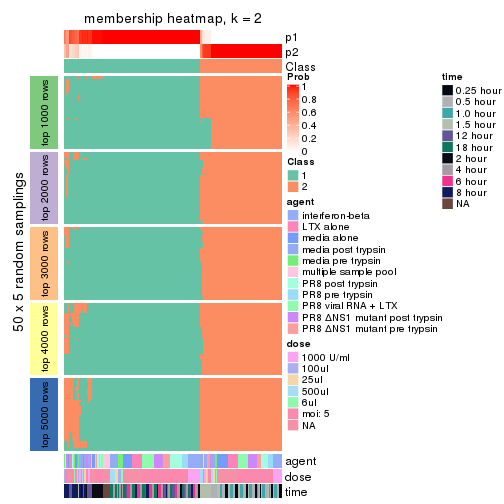 membership heatmap, k = 2
p1
p2
Class
50 x 5 random samplings
top 1000 rows
top 2000 rows
top 3000 rows
top 4000 rows
top 5000 rows
agent
dose
time
Prob
1
0.8
0.6
0.4
0.2
0
Class
1
2
agent
interferon-beta
LTX alone
media alone
media post trypsin
media pre trypsin
multiple sample pool
PR8 post trypsin
PR8 pre trypsin
PR8 viral RNA + LTX
PR8 ΔNS1 mutant post trypsin
PR8 ΔNS1 mutant pre trypsin
dose
1000 U/ml
100ul
25ul
500ul
6ul
moi: 5
NA
time
0.25 hour
0.5 hour
1.0 hour
1.5 hour
12 hour
18 hour
2 hour
4 hour
6 hour
8 hour
NA